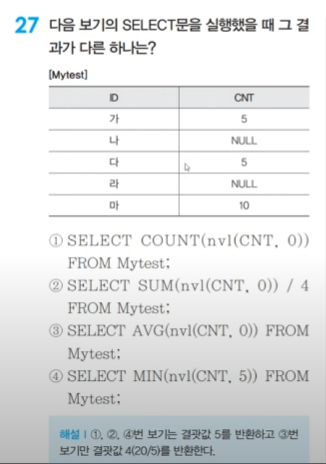 27 다음 보기의 SELECT문을 실행했을 때 그 결
과가 다른 하나는?
[Mytest]
ID CNT
가 5
나 NULL
다 5
라 NULL
마 10
① SELECT COUNT(nvl(CNT, 0))
FROM Mytest;
② SELECT SUM(nvl(CNT, 0)) / 4
FROM Mytest;
③ SELECT AVG(nvl(CNT, 0)) FROM
Mytest;
④ SELECT MIN(nvl(CNT, 5)) FROM
Mytest;
해설 | ①, ②, ④번 보기는 결괏값 5를 반환하고 ③번
보기만 결괏값 4(20/5)를 반환한다.